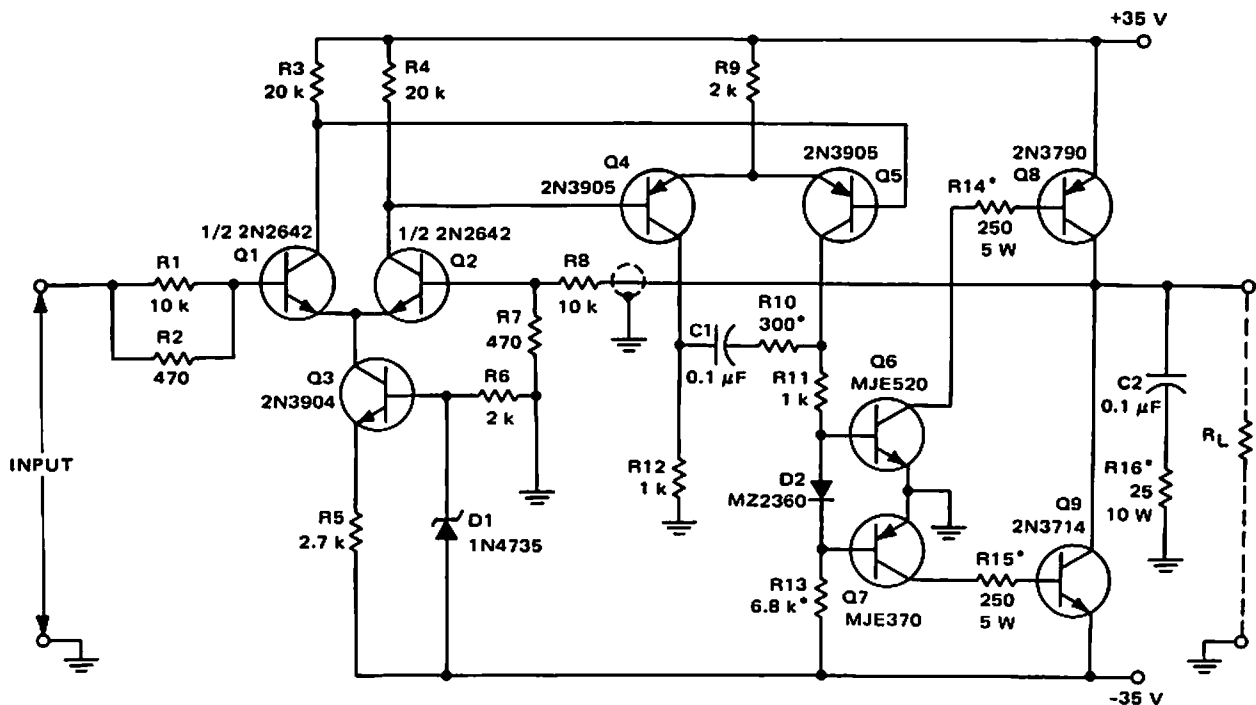 +35 V
R3
20 k
R4
20 k
R9
2 k
Q4
2N3905
2N3905
Q5
2N3790
Q8
R14*
250
5 W
1/2 2N2642
Q1
1/2 2N2642
Q2
R1
10 k
R2
470
R8
10 k
R7
470
R10
300*
C1
0.1 μF
Q6
MJE520
R11
1 k
Q3
2N3904
R6
2 k
C2
0.1 μF
RL
INPUT
R12
1 k
D2
MZ2360
R16*
25
10 W
R5
2.7 k
D1
1N4735
Q9
2N3714
R13
6.8 k*
Q7
MJE370
R15*
250
5 W
-35 V